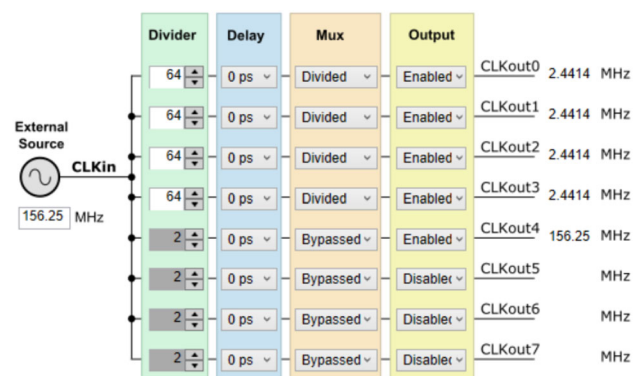 Divider Delay Mux Output
64 0 ps Divided Enabled CLKout0 2.4414 MHz
64 0 ps Divided Enabled CLKout1 2.4414 MHz
External
Source
CLKin
64 0 ps Divided Enabled CLKout2 2.4414 MHz
64 0 ps Divided Enabled CLKout3 2.4414 MHz
156.25 MHz
2 0 ps Bypassed Enabled CLKout4 156.25 MHz
2 0 ps Bypassed Disablec CLKout5 MHz
2 0 ps Bypassed Disablec CLKout6 MHz
2 0 ps Bypassed Disablec CLKout7 MHz